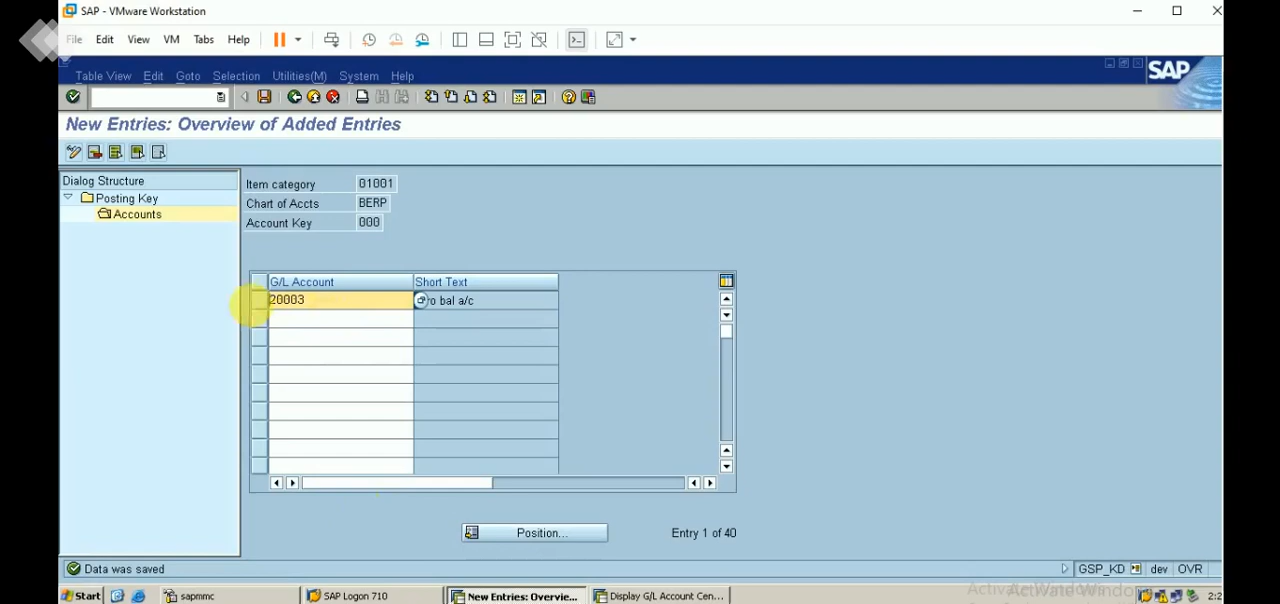 SAP - VMware Workstation
File Edit View VM Tabs Help
Table View Edit Goto Selection Utilities(M) System Help
SAP
New Entries: Overview of Added Entries
Dialog Structure
Posting Key
Accounts
Item category 01001
Chart of Accts BERP
Account Key 000
G/L Account Short Text
20003 ro bal a/c
Position... Entry 1 of 40
Data was saved GSP_KD dev OVR
Start sapmmc SAP Logon 710 New Entries: Overvie... Display G/L Account Cen... 2:2